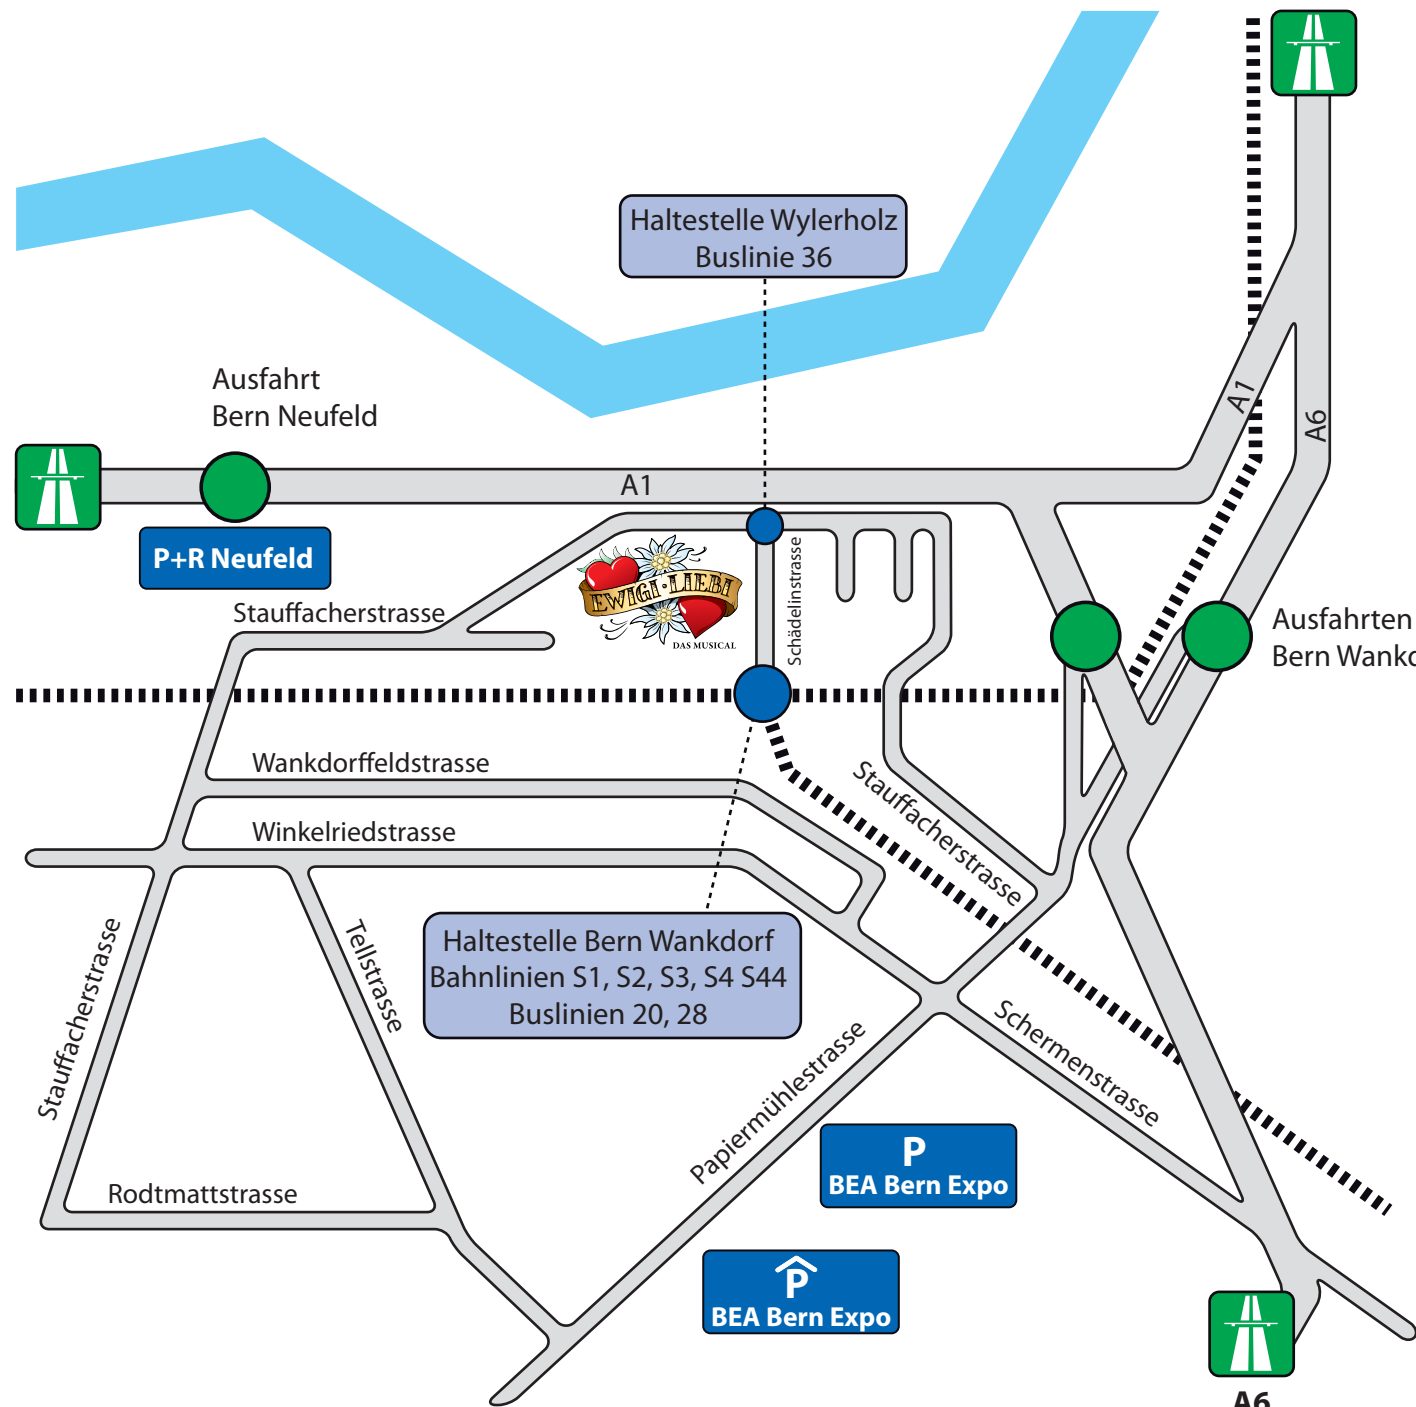 Haltestelle Wylerholz
Buslinie 36
Ausfahrt
Bern Neufeld
A1
A6
A1
P+R Neufeld
EWIGI·LIEBI
DAS MUSICAL
Schädelinstrasse
Stauffacherstrasse
Ausfahrten
Bern Wankd
Wankdorffeldstrasse
Stauffacherstrasse
Winkelriedstrasse
Stauffacherstrasse
Tellstrasse
Haltestelle Bern Wankdorf
Bahnlinien S1, S2, S3, S4 S44
Buslinien 20, 28
Schermenstrasse
Papiermühlestrasse
P
BEA Bern Expo
Rodtmattstrasse
P
BEA Bern Expo
A6